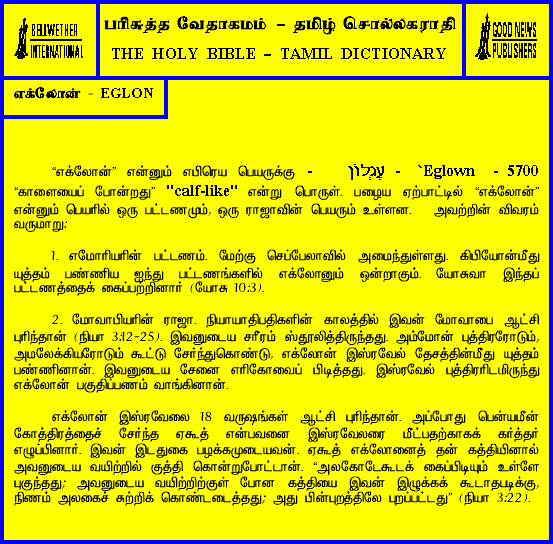 BELLWETHER
INTERNATIONAL
பரிசுத்த வேதாகமம் – தமிழ் சொல்லகராதி
THE HOLY BIBLE – TAMIL DICTIONARY
GOOD NEWS
PUBLISHERS
எக்லோன் - EGLON
“எக்லோன்” என்னும் எபிரெய பெயருக்கு - עֶגְלוֹן - `Eglown - 5700
“காளையைப் போன்றது” "calf-like" என்று பொருள். பழைய ஏற்பாட்டில் “எக்லோன்”
என்னும் பெயரில் ஒரு பட்டணமும், ஒரு ராஜாவின் பெயரும் உள்ளன. அவற்றின் விவரம்
வருமாறு:
1. எமோரியரின் பட்டணம். மேற்கு செப்பேலாவில் அமைந்துள்ளது. கிபியோன்மீது
யுத்தம் பண்ணிய ஐந்து பட்டணங்களில் எக்லோனும் ஒன்றாகும். யோசுவா இந்தப்
பட்டணத்தைக் கைப்பற்றினார் (யோசு 10:3).
2. மோவாபியரின் ராஜா. நியாயாதிபதிகளின் காலத்தில் இவன் மோவாபை ஆட்சி
புரிந்தான் (நியா 3:12-25). இவனுடைய சரீரம் ஸ்தூலித்திருந்தது. அம்மோன் புத்திரரோடும்,
அமலேக்கியரோடும் கூட்டு சேர்ந்துகொண்டு, எக்லோன் இஸ்ரவேல் தேசத்தின்மீது யுத்தம்
பண்ணினான். இவனுடைய சேனை எரிகோவைப் பிடித்தது. இஸ்ரவேல் புத்திரரிடமிருந்து
எக்லோன் பகுதிப்பணம் வாங்கினான்.
எக்லோன் இஸ்ரவேலை 18 வருஷங்கள் ஆட்சி புரிந்தான். அப்போது பென்யமீன்
கோத்திரத்தைச் சேர்ந்த ஏகூத் என்பவனை இஸ்ரவேலரை மீட்பதற்காகக் கர்த்தர்
எழுப்பினார். இவன் இடதுகை பழக்கமுடையவன். ஏகூத் எக்லோனைத் தன் கத்தியினால்
அவனுடைய வயிற்றில் குத்தி கொன்றுபோட்டான். “அலகோடேகூடக் கைப்பிடியும் உள்ளே
புகுந்தது; அவனுடைய வயிற்றிற்குள் போன கத்தியை இவன் இழுக்கக் கூடாதபடிக்கு,
நிணம் அலகைச் சுற்றிக் கொண்டடைத்தது; அது பின்புறத்திலே புறப்பட்டது” (நியா 3:22).